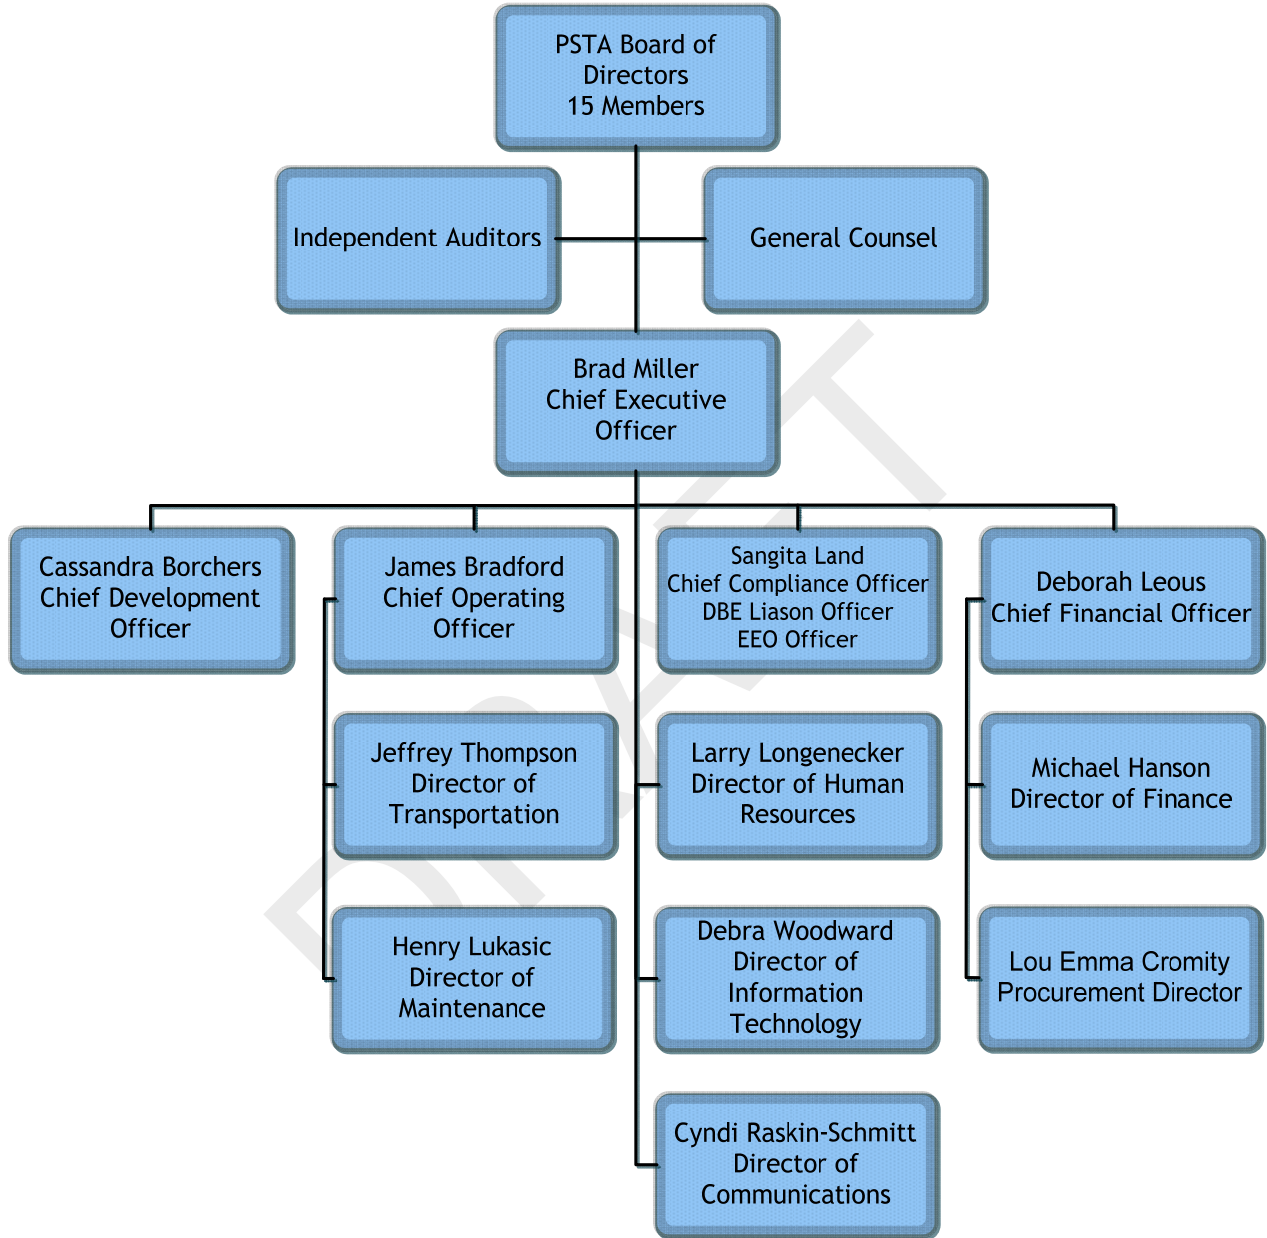 PSTA Board of
Directors
15 Members
Independent Auditors
General Counsel
Brad Miller
Chief Executive
Officer
Cassandra Borchers
Chief Development
Officer
James Bradford
Chief Operating
Officer
Sangita Land
Chief Compliance Officer
DBE Liason Officer
EEO Officer
Deborah Leous
Chief Financial Officer
Jeffrey Thompson
Director of
Transportation
Larry Longenecker
Director of Human
Resources
Michael Hanson
Director of Finance
Henry Lukasic
Director of
Maintenance
Debra Woodward
Director of
Information
Technology
Lou Emma Cromity
Procurement Director
Cyndi Raskin-Schmitt
Director of
Communications
DRAFT